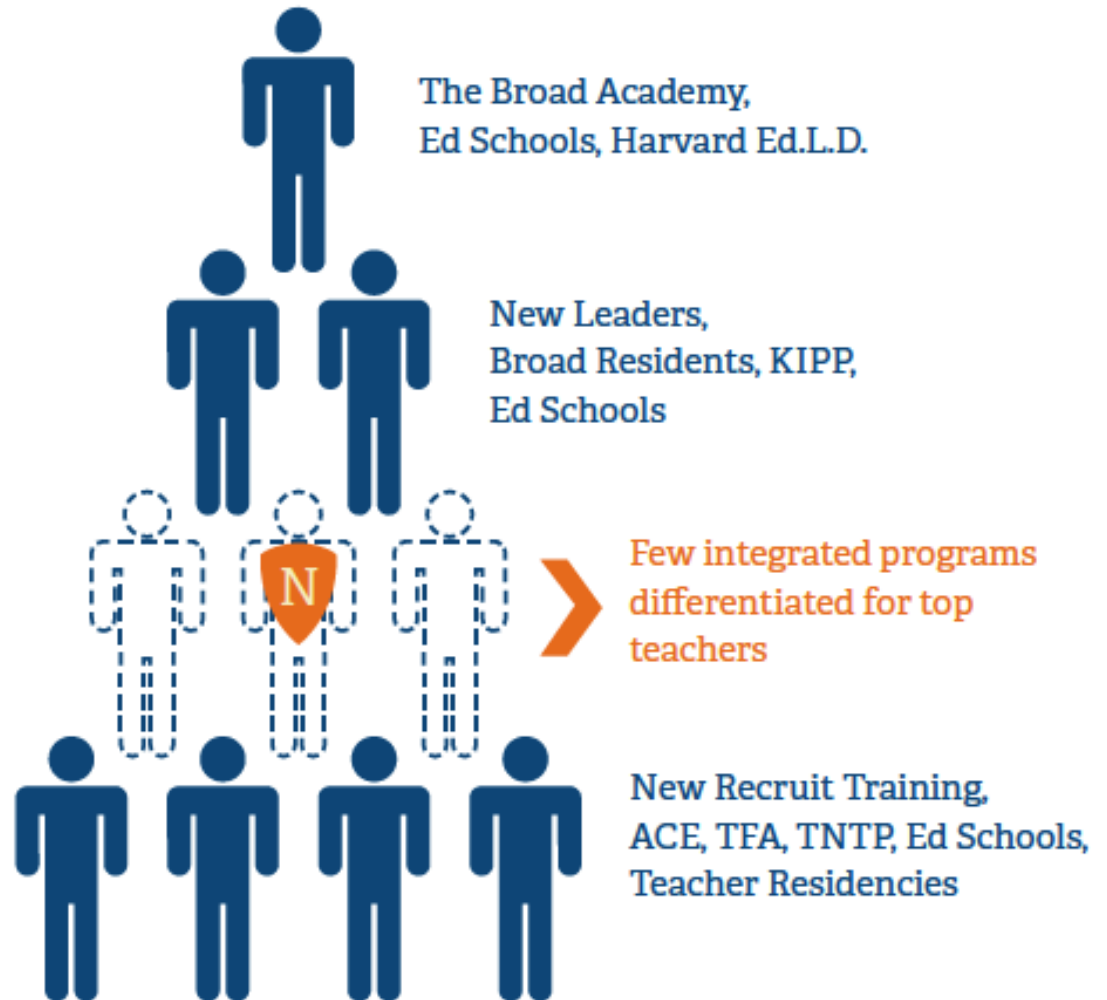 The Broad Academy,
Ed Schools, Harvard Ed.L.D.
New Leaders,
Broad Residents, KIPP,
Ed Schools
N
Few integrated programs
differentiated for top
teachers
New Recruit Training,
ACE, TFA, TNTP, Ed Schools,
Teacher Residencies